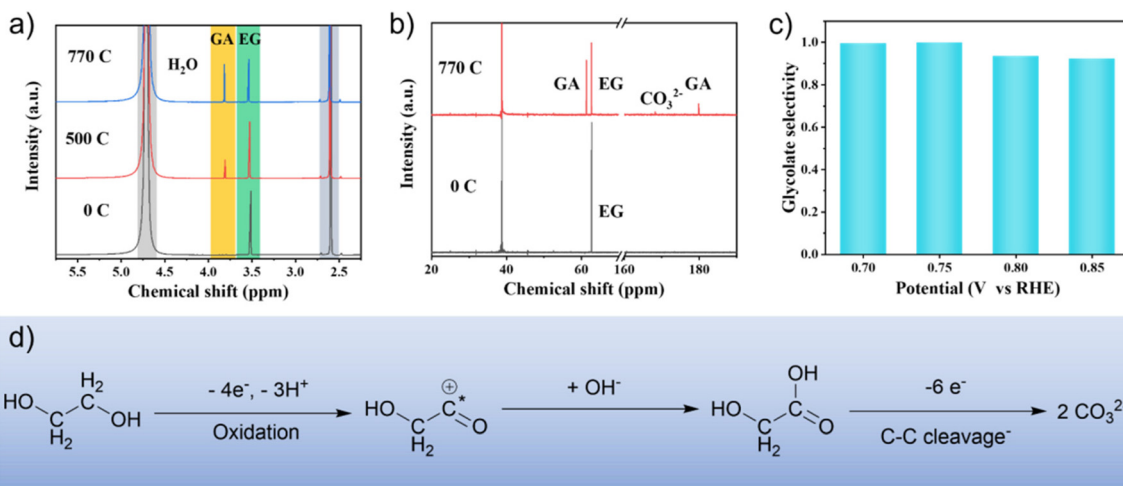 a)
770 C
H₂O
GA
EG
500 C
0 C
Intensity (a.u.)
5.5 5.0 4.5 4.0 3.5 3.0 2.5
Chemical shift (ppm)
b)
770 C
GA
EG
CO₃²⁻
GA
0 C
EG
Intensity (a.u.)
20 40 60 160 180
Chemical shift (ppm)
c)
Glycolate selectivity
1.0
0.8
0.6
0.4
0.2
0.0
0.70 0.75 0.80 0.85
Potential (V vs RHE)
d)
HO
C
H₂
H₂
C
OH
- 4e⁻, - 3H⁺
Oxidation
HO
C
H₂
⊕
C*
O
+ OH⁻
HO
C
H₂
OH
C
O
-6 e⁻
C-C cleavage⁻
2 CO₃²